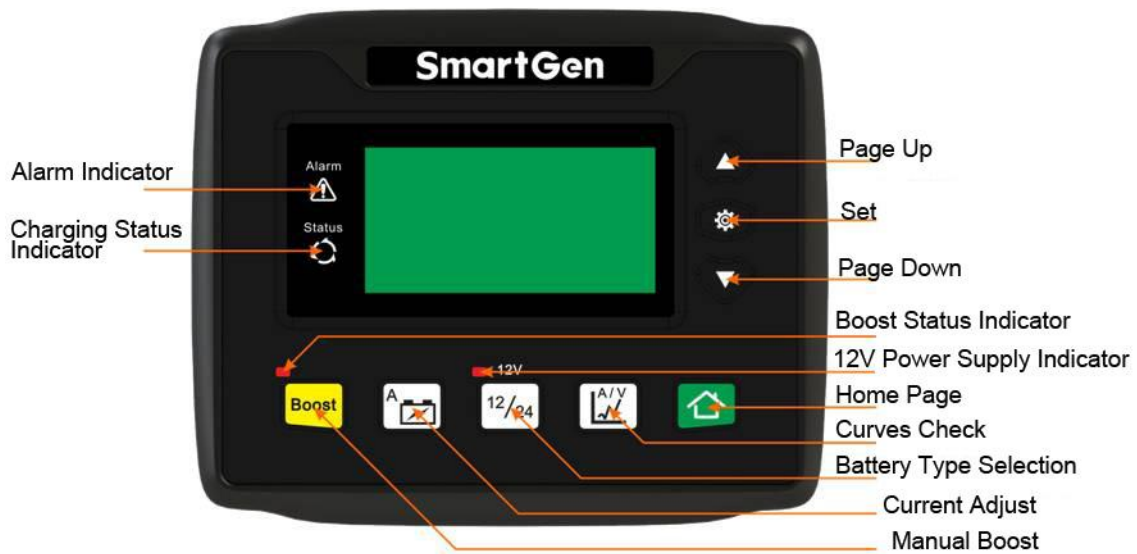 SmartGen
Alarm
Status
Alarm Indicator
Charging Status
Indicator
Page Up
Set
Page Down
Boost Status Indicator
12V Power Supply Indicator
Home Page
Curves Check
Battery Type Selection
Current Adjust
Manual Boost
12V
Boost
A
12/24
A/V